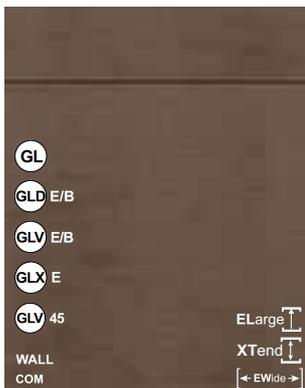 GL
GLD E/B
GLV E/B
GLX E
GLV 45
WALL
COM
ELarge
XTend
EWide